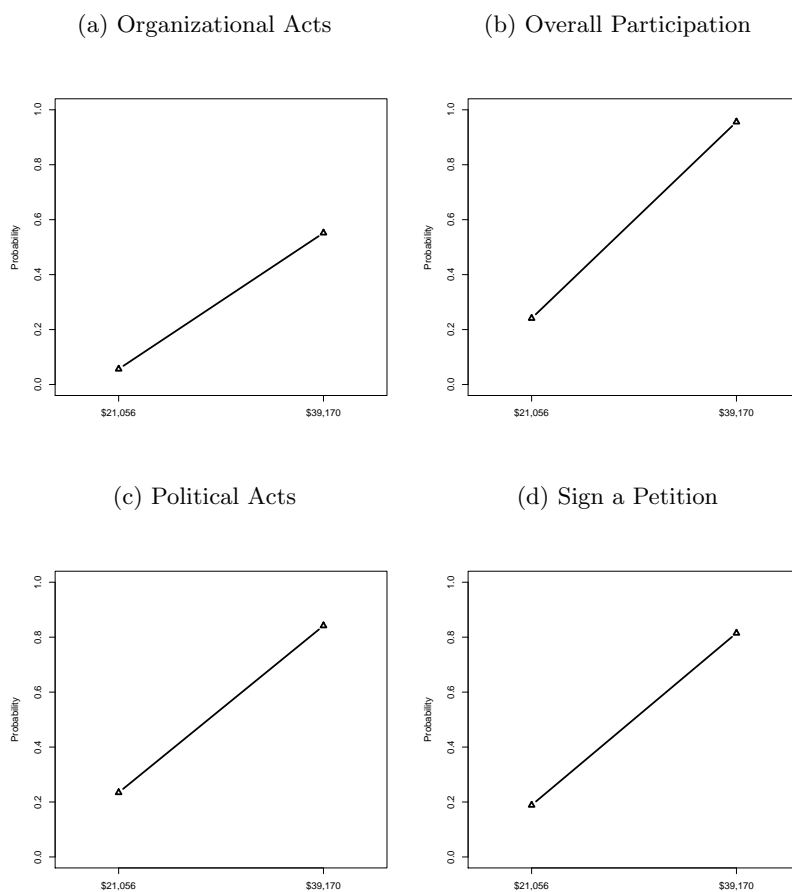 (a) Organizational Acts
(b) Overall Participation
Probability
0.0 0.2 0.4 0.6 0.8 1.0
$21,056 $39,170
Probability
0.0 0.2 0.4 0.6 0.8 1.0
$21,056 $39,170
(c) Political Acts
(d) Sign a Petition
Probability
0.0 0.2 0.4 0.6 0.8 1.0
$21,056 $39,170
Probability
0.0 0.2 0.4 0.6 0.8 1.0
$21,056 $39,170